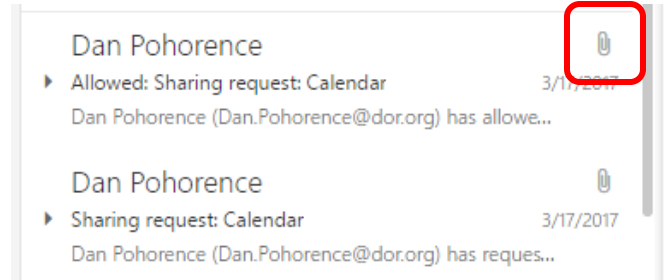 Dan Pohorence
Allowed: Sharing request: Calendar 3/17/2017
Dan Pohorence (Dan.Pohorence@dor.org) has allowe...
Dan Pohorence
Sharing request: Calendar 3/17/2017
Dan Pohorence (Dan.Pohorence@dor.org) has reques...